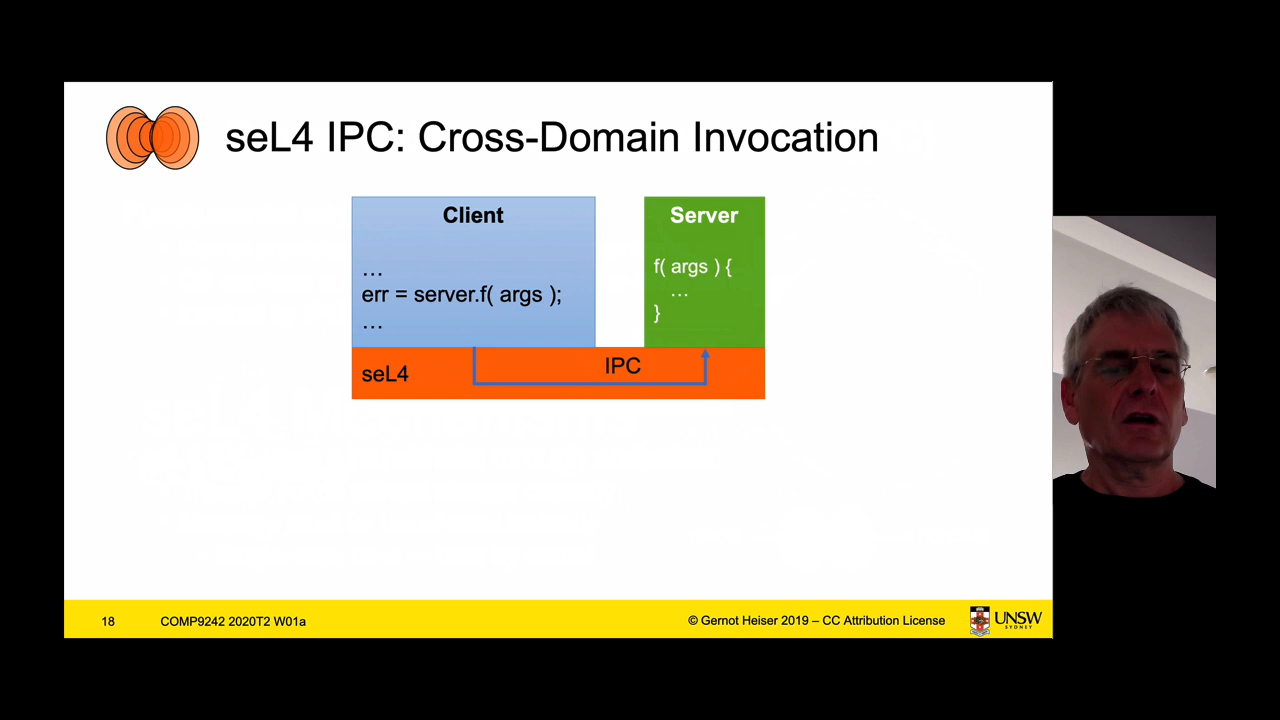 seL4 IPC: Cross-Domain Invocation
Client
…
err = server.f( args );
…
Server
f( args ) {
…
}
seL4
IPC
18
COMP9242 2020T2 W01a
© Gernot Heiser 2019 – CC Attribution License
UNSW
SYDNEY